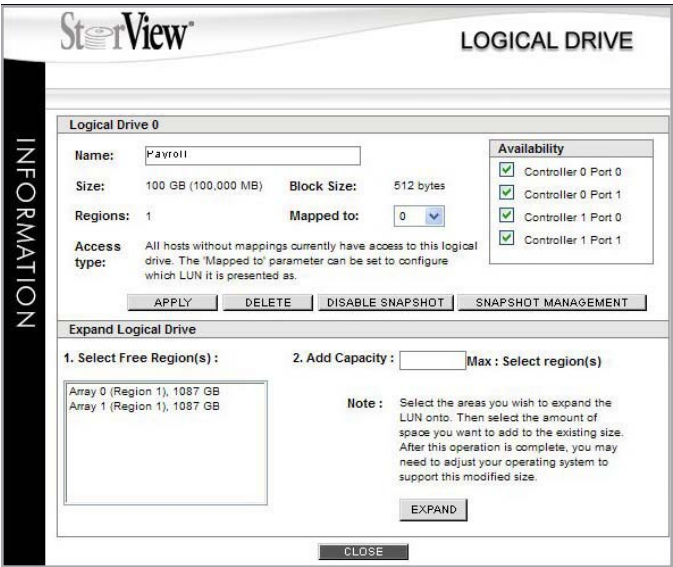 StorView
LOGICAL DRIVE
INFORMATION
Logical Drive 0
Name: Payroll
Size: 100 GB (100,000 MB) Block Size: 512 bytes
Regions: 1 Mapped to: 0
Access type: All hosts without mappings currently have access to this logical
drive. The 'Mapped to' parameter can be set to configure
which LUN it is presented as.
Availability
Controller 0 Port 0
Controller 0 Port 1
Controller 1 Port 0
Controller 1 Port 1
APPLY DELETE DISABLE SNAPSHOT SNAPSHOT MANAGEMENT
Expand Logical Drive
1. Select Free Region(s) : 2. Add Capacity : Max : Select region(s)
Array 0 (Region 1), 1087 GB
Array 1 (Region 1), 1087 GB
Note : Select the areas you wish to expand the
LUN onto. Then select the amount of
space you want to add to the existing size.
After this operation is complete, you may
need to adjust your operating system to
support this modified size.
EXPAND
CLOSE